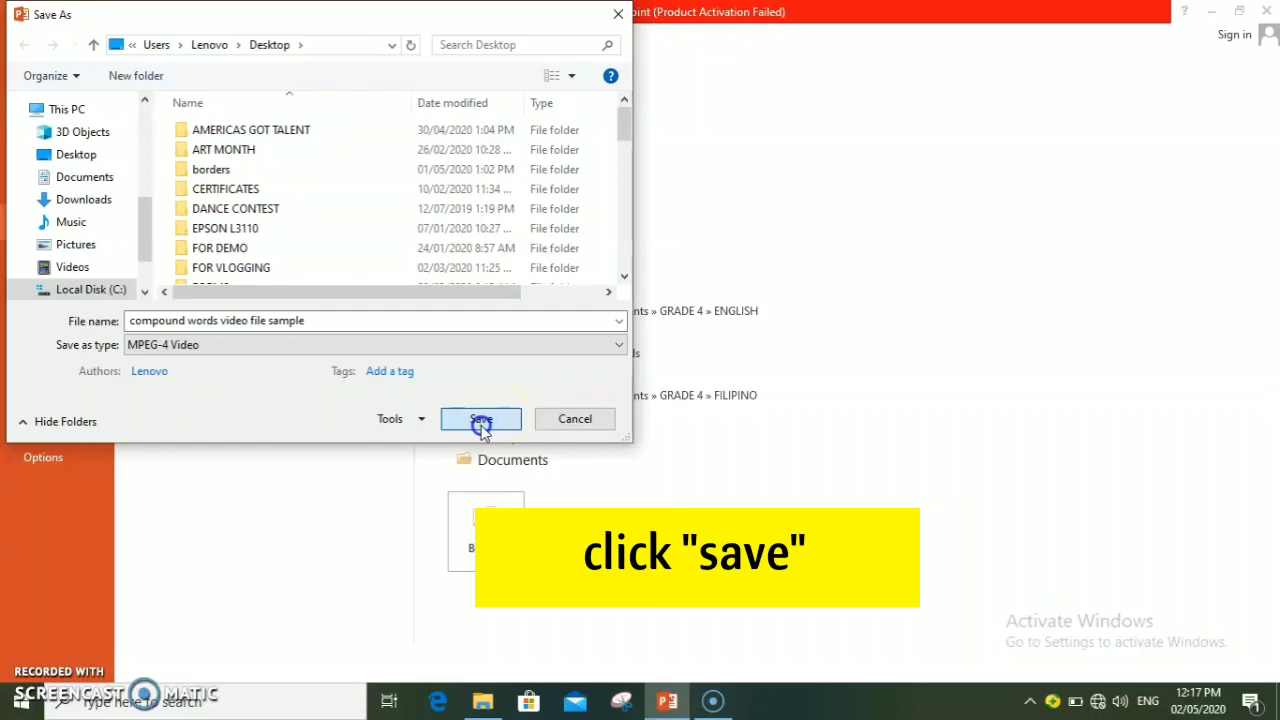 Save As
oint (Product Activation Failed)
Sign in
« Users Lenovo Desktop
Search Desktop
Organize New folder
This PC
3D Objects
Desktop
Documents
Downloads
Music
Pictures
Videos
Local Disk (C:)
Name Date modified Type
AMERICAS GOT TALENT 30/04/2020 1:04 PM File folder
ART MONTH 26/02/2020 10:28 ... File folder
borders 01/05/2020 1:02 PM File folder
CERTIFICATES 10/02/2020 11:34 ... File folder
DANCE CONTEST 12/07/2019 1:19 PM File folder
EPSON L3110 07/01/2020 10:27 ... File folder
FOR DEMO 24/01/2020 8:57 AM File folder
FOR VLOGGING 02/03/2020 11:25 ... File folder
File name: compound words video file sample
Save as type: MPEG-4 Video
Authors: Lenovo Tags: Add a tag
Hide Folders
Tools Save Cancel
nts » GRADE 4 » ENGLISH
ds
nts » GRADE 4 » FILIPINO
Options
Documents
B
click "save"
Activate Windows
Go to Settings to activate Windows.
RECORDED WITH
SCREENCAST MATIC
Type here to search
ENG
12:17 PM
02/05/2020
1